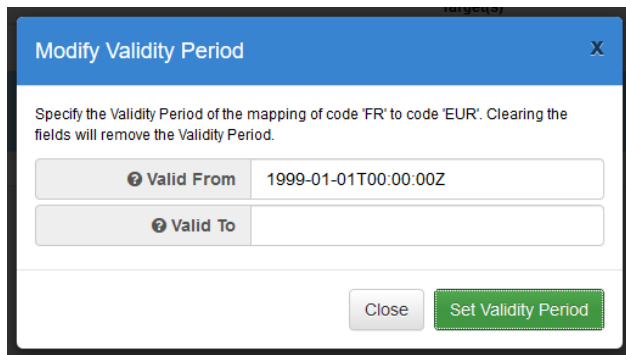 Target(s)
Modify Validity Period
X
Specify the Validity Period of the mapping of code 'FR' to code 'EUR'. Clearing the
fields will remove the Validity Period.
Valid From 1999-01-01T00:00:00Z
Valid To
Close Set Validity Period